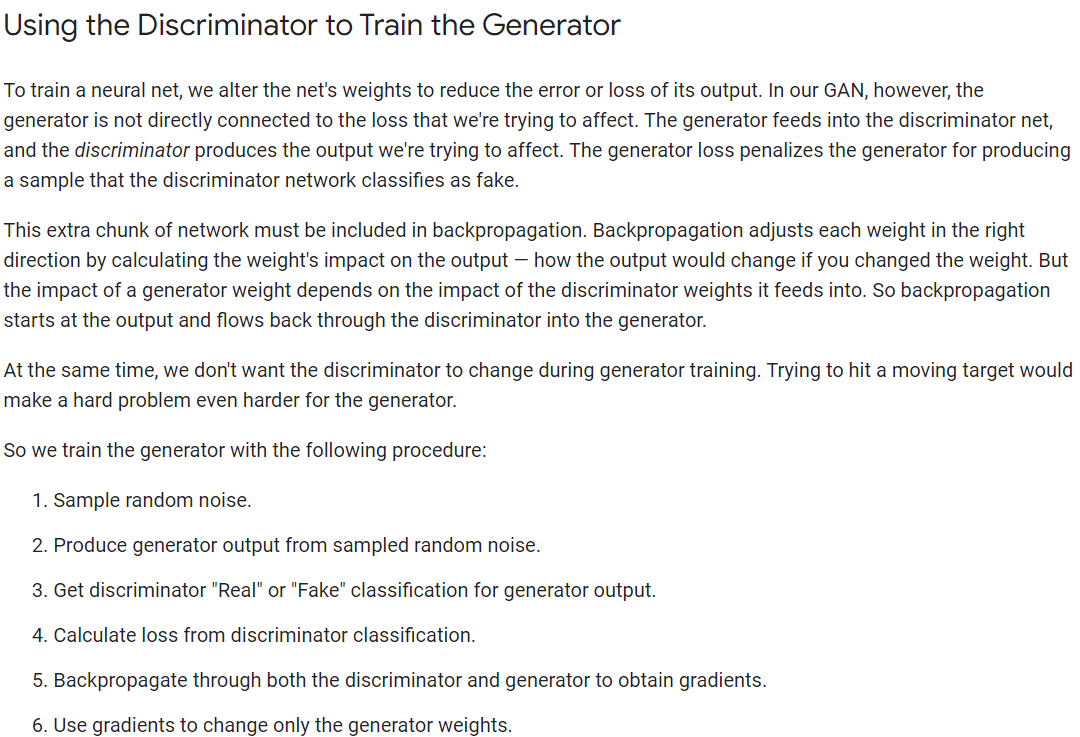 Using the Discriminator to Train the Generator
To train a neural net, we alter the net's weights to reduce the error or loss of its output. In our GAN, however, the
generator is not directly connected to the loss that we're trying to affect. The generator feeds into the discriminator net,
and the discriminator produces the output we're trying to affect. The generator loss penalizes the generator for producing
a sample that the discriminator network classifies as fake.
This extra chunk of network must be included in backpropagation. Backpropagation adjusts each weight in the right
direction by calculating the weight's impact on the output — how the output would change if you changed the weight. But
the impact of a generator weight depends on the impact of the discriminator weights it feeds into. So backpropagation
starts at the output and flows back through the discriminator into the generator.
At the same time, we don't want the discriminator to change during generator training. Trying to hit a moving target would
make a hard problem even harder for the generator.
So we train the generator with the following procedure:
1. Sample random noise.
2. Produce generator output from sampled random noise.
3. Get discriminator "Real" or "Fake" classification for generator output.
4. Calculate loss from discriminator classification.
5. Backpropagate through both the discriminator and generator to obtain gradients.
6. Use gradients to change only the generator weights.